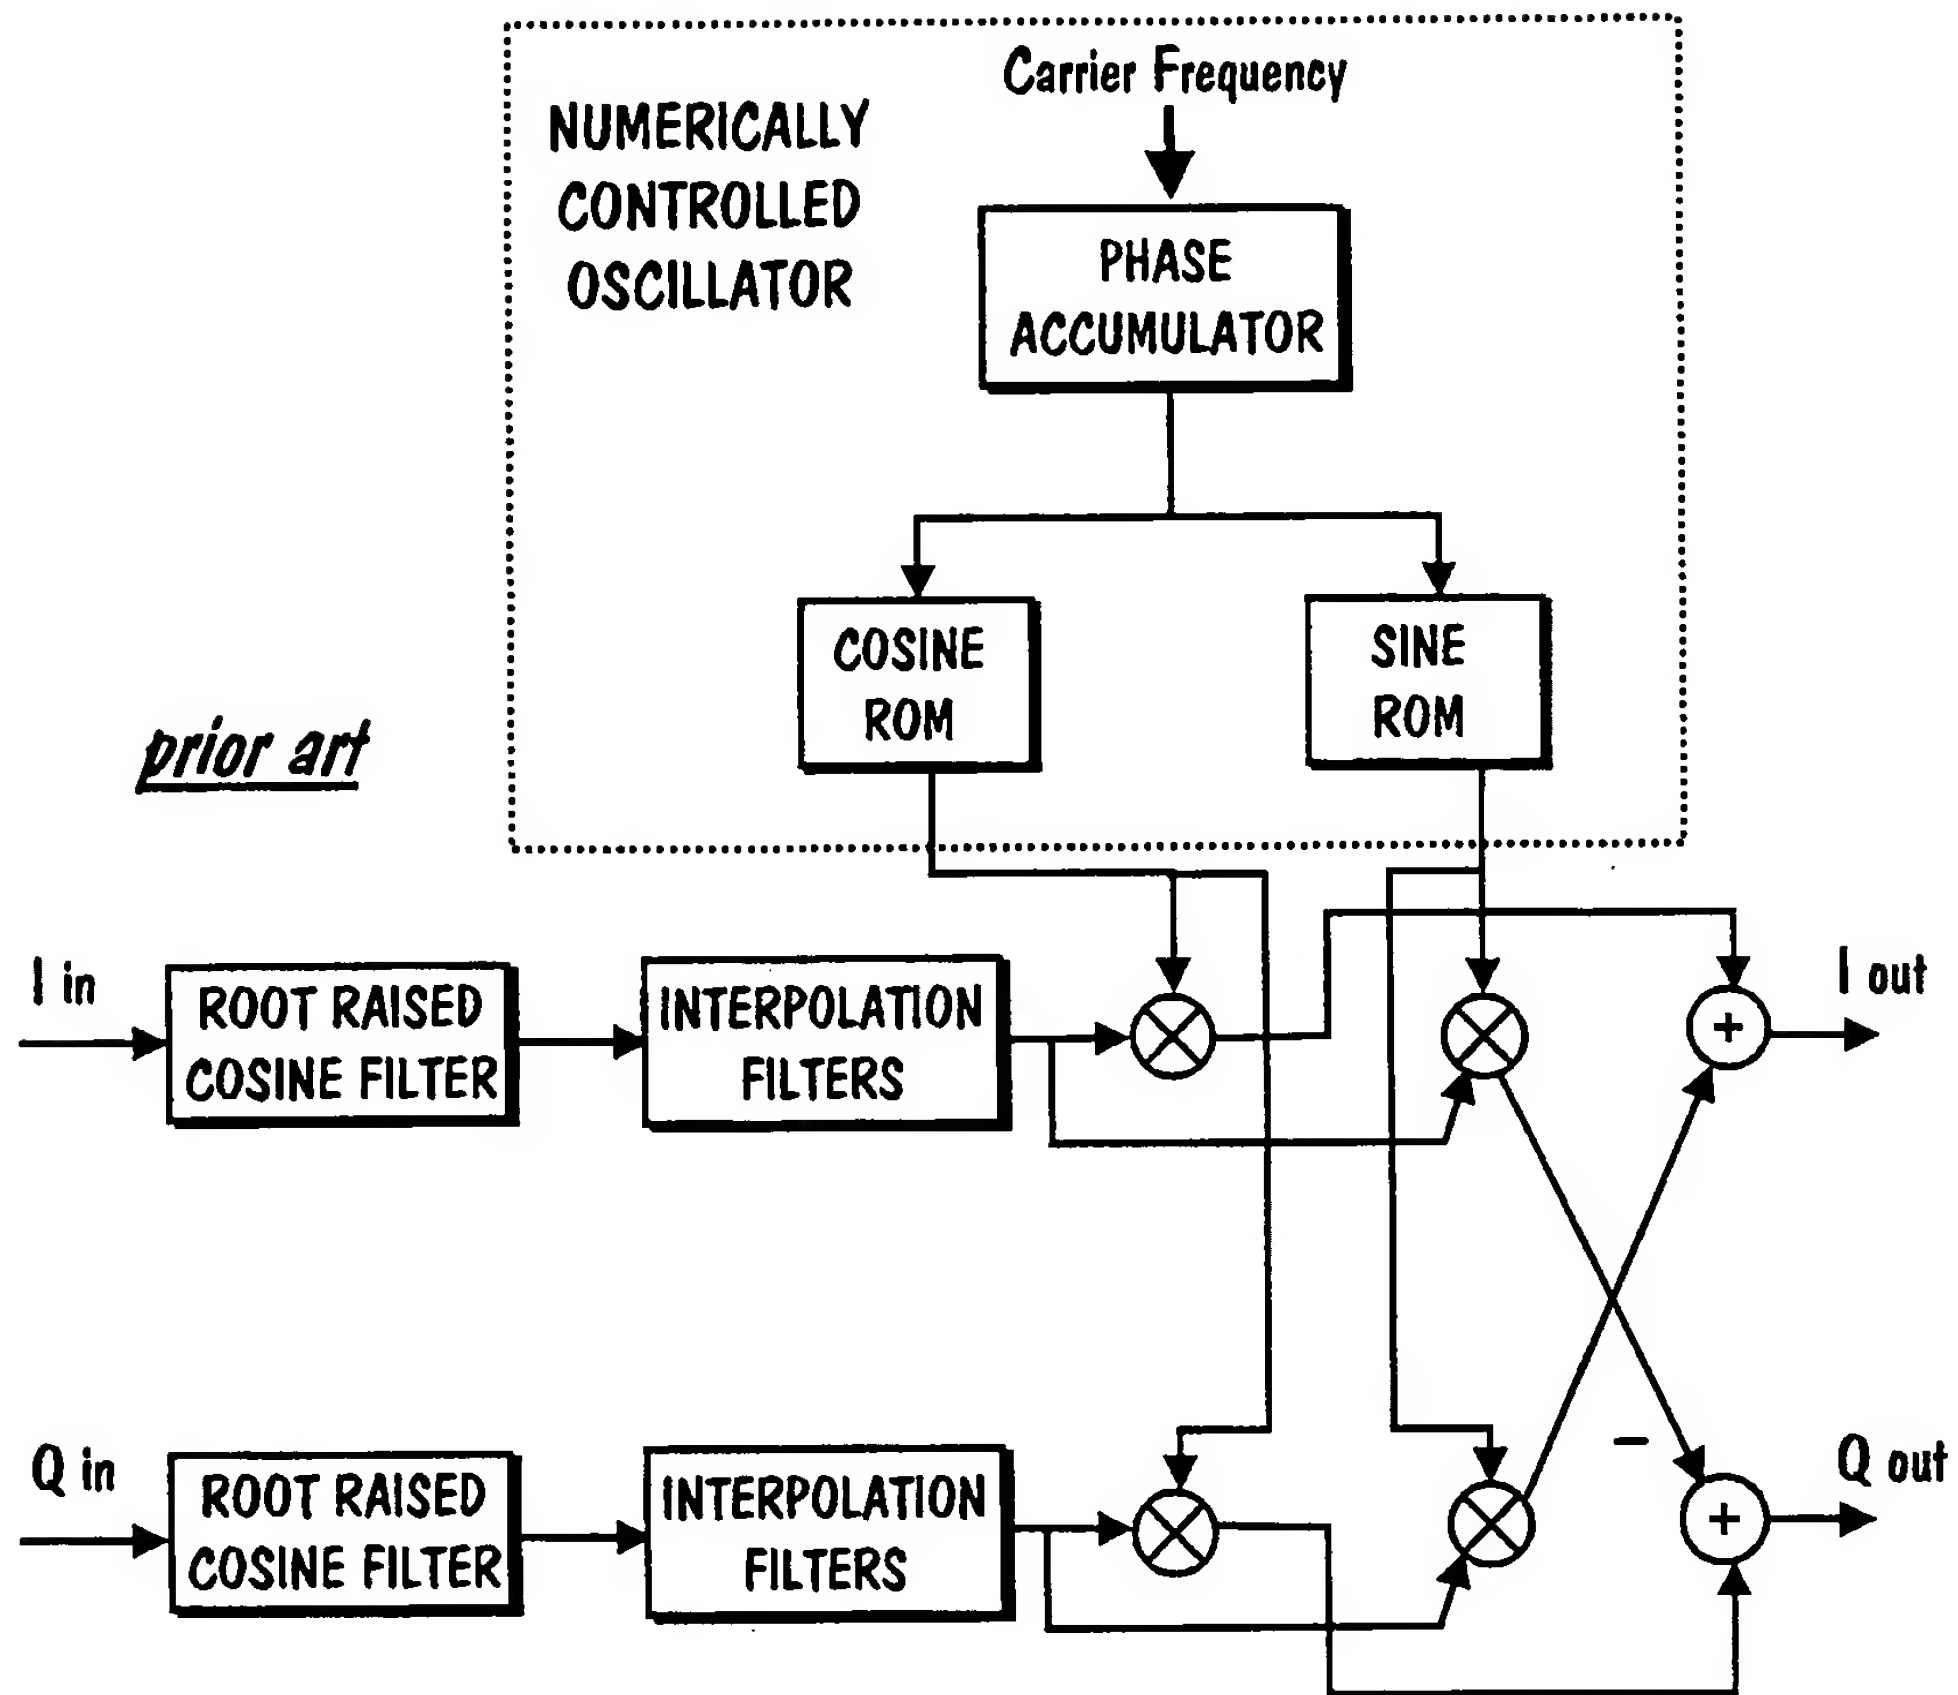 Carrier Frequency
NUMERICALLY
CONTROLLED
OSCILLATOR
PHASE
ACCUMULATOR
COSINE
ROM
SINE
ROM
prior art
I in
ROOT RAISED
COSINE FILTER
INTERPOLATION
FILTERS
+
I out
Q in
ROOT RAISED
COSINE FILTER
INTERPOLATION
FILTERS
–
+
Q out